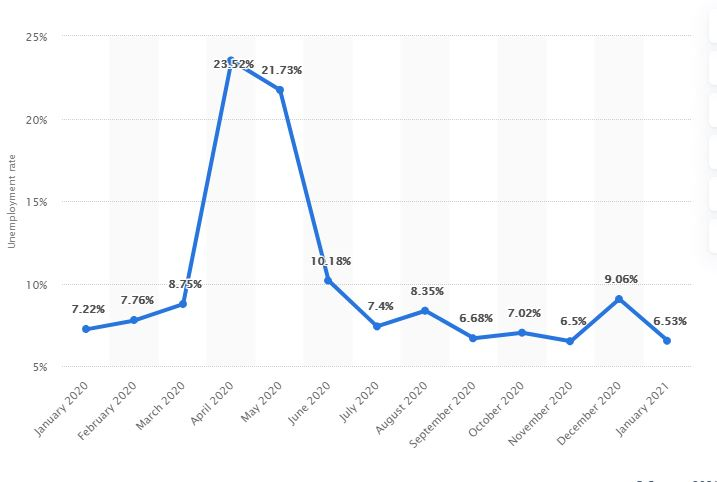 25%
20%
15%
10%
5%
Unemployment rate
7.22%
7.76%
8.75%
23.52%
21.73%
10.18%
7.4%
8.35%
6.68%
7.02%
6.5%
9.06%
6.53%
January 2020
February 2020
March 2020
April 2020
May 2020
June 2020
July 2020
August 2020
September 2020
October 2020
November 2020
December 2020
January 2021